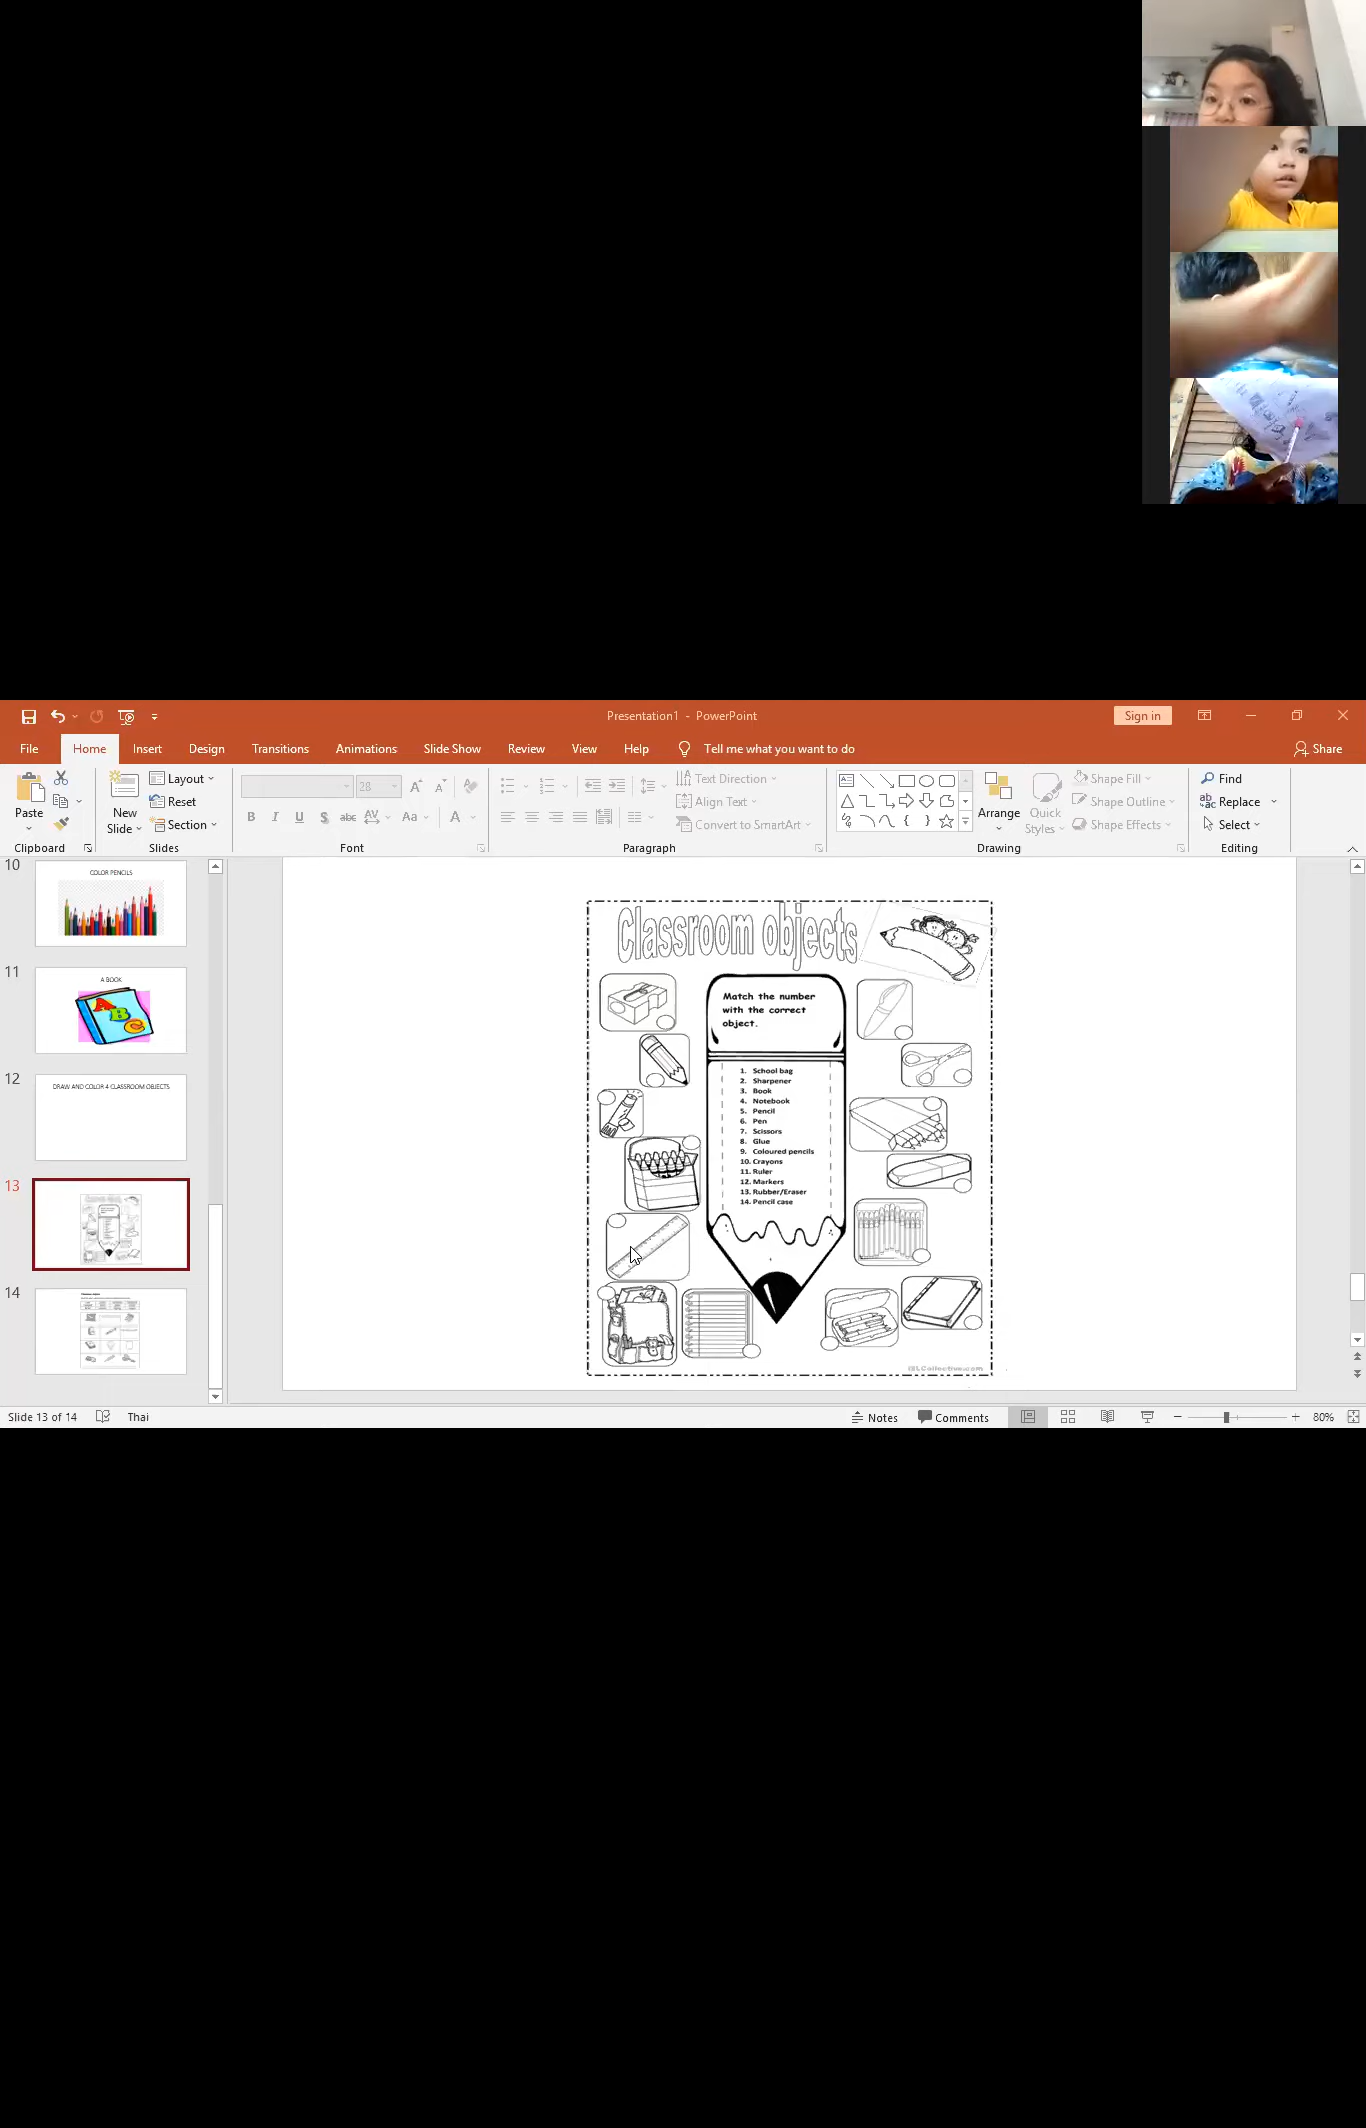 Presentation1 - PowerPoint
Sign in
File Home Insert Design Transitions Animations Slide Show Review View Help Tell me what you want to do Share
Paste
New Slide
Layout
Reset
Section
28
B I U S abc AV Aa A
Text Direction
Align Text
Convert to SmartArt
Arrange
Quick Styles
Shape Fill
Shape Outline
Shape Effects
Find
Replace
Select
Clipboard Slides Font Paragraph Drawing Editing
10
COLOR PENCILS
11
A BOOK
A B C
12
DRAW AND COLOR 4 CLASSROOM OBJECTS
13
14
Classroom objects
Match the number
with the correct
object.
1. School bag
2. Sharpener
3. Book
4. Notebook
5. Pencil
6. Pen
7. Scissors
8. Glue
9. Coloured pencils
10. Crayons
11. Ruler
12. Markers
13. Rubber/Eraser
14. Pencil case
iSLCollective.com
Slide 13 of 14 Thai Notes Comments 80%